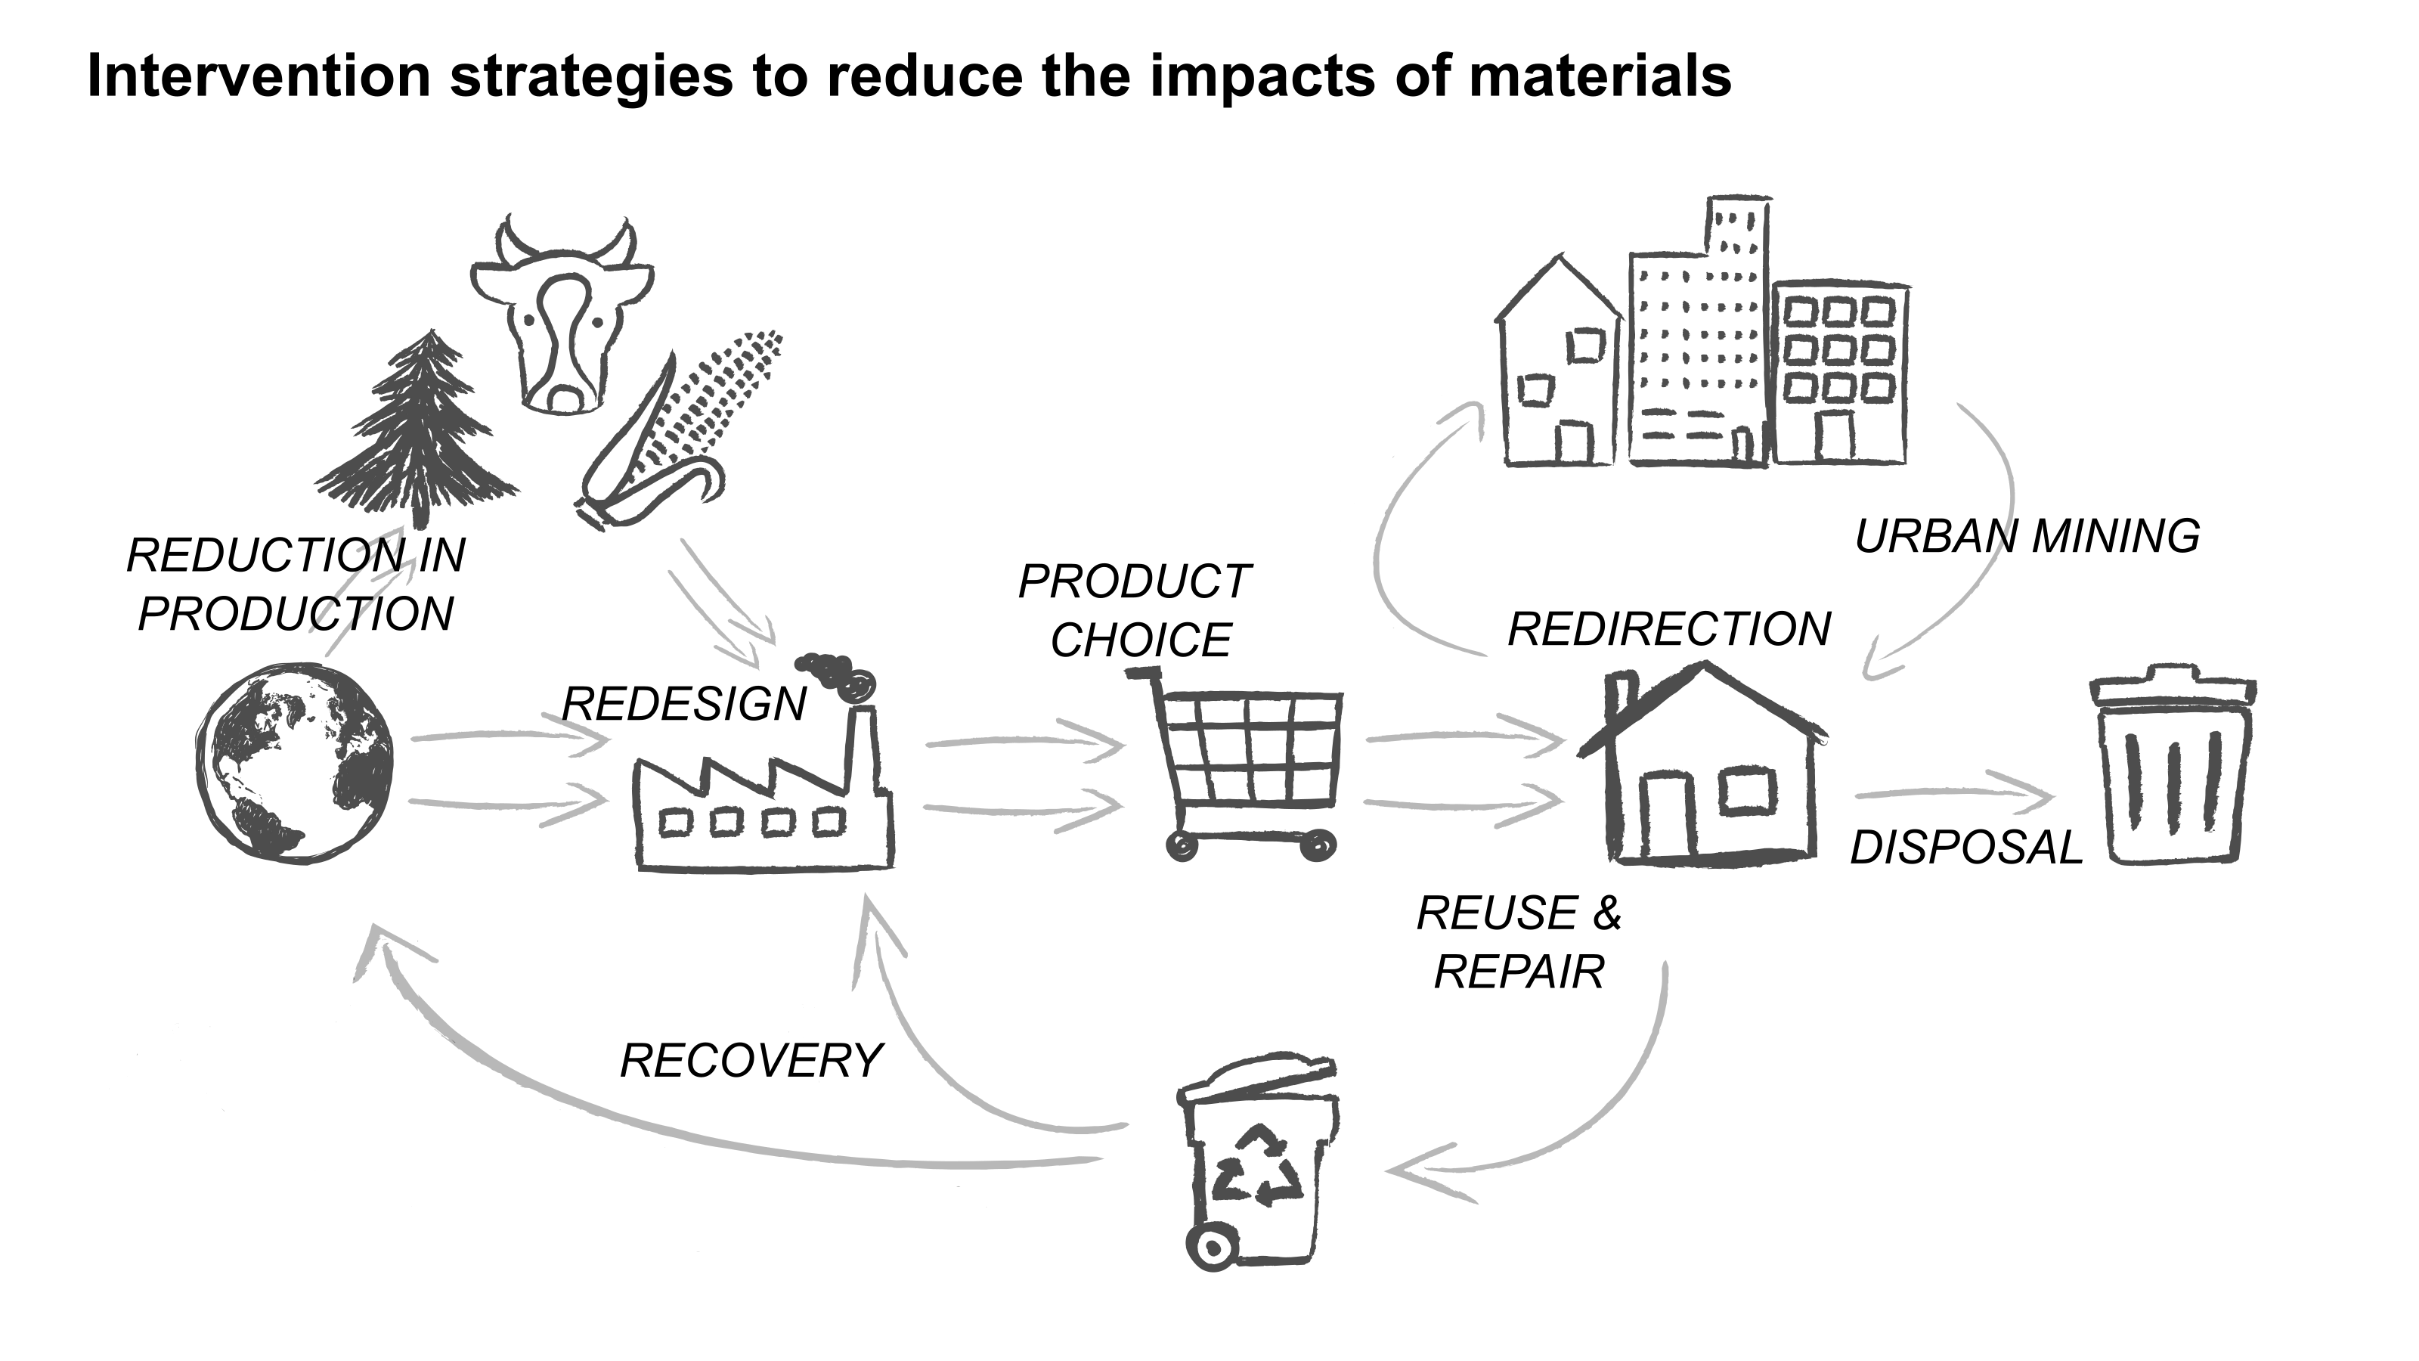 Intervention strategies to reduce the impacts of materials
REDUCTION IN
PRODUCTION
REDESIGN
PRODUCT
CHOICE
REDIRECTION
URBAN MINING
DISPOSAL
REUSE &
REPAIR
RECOVERY